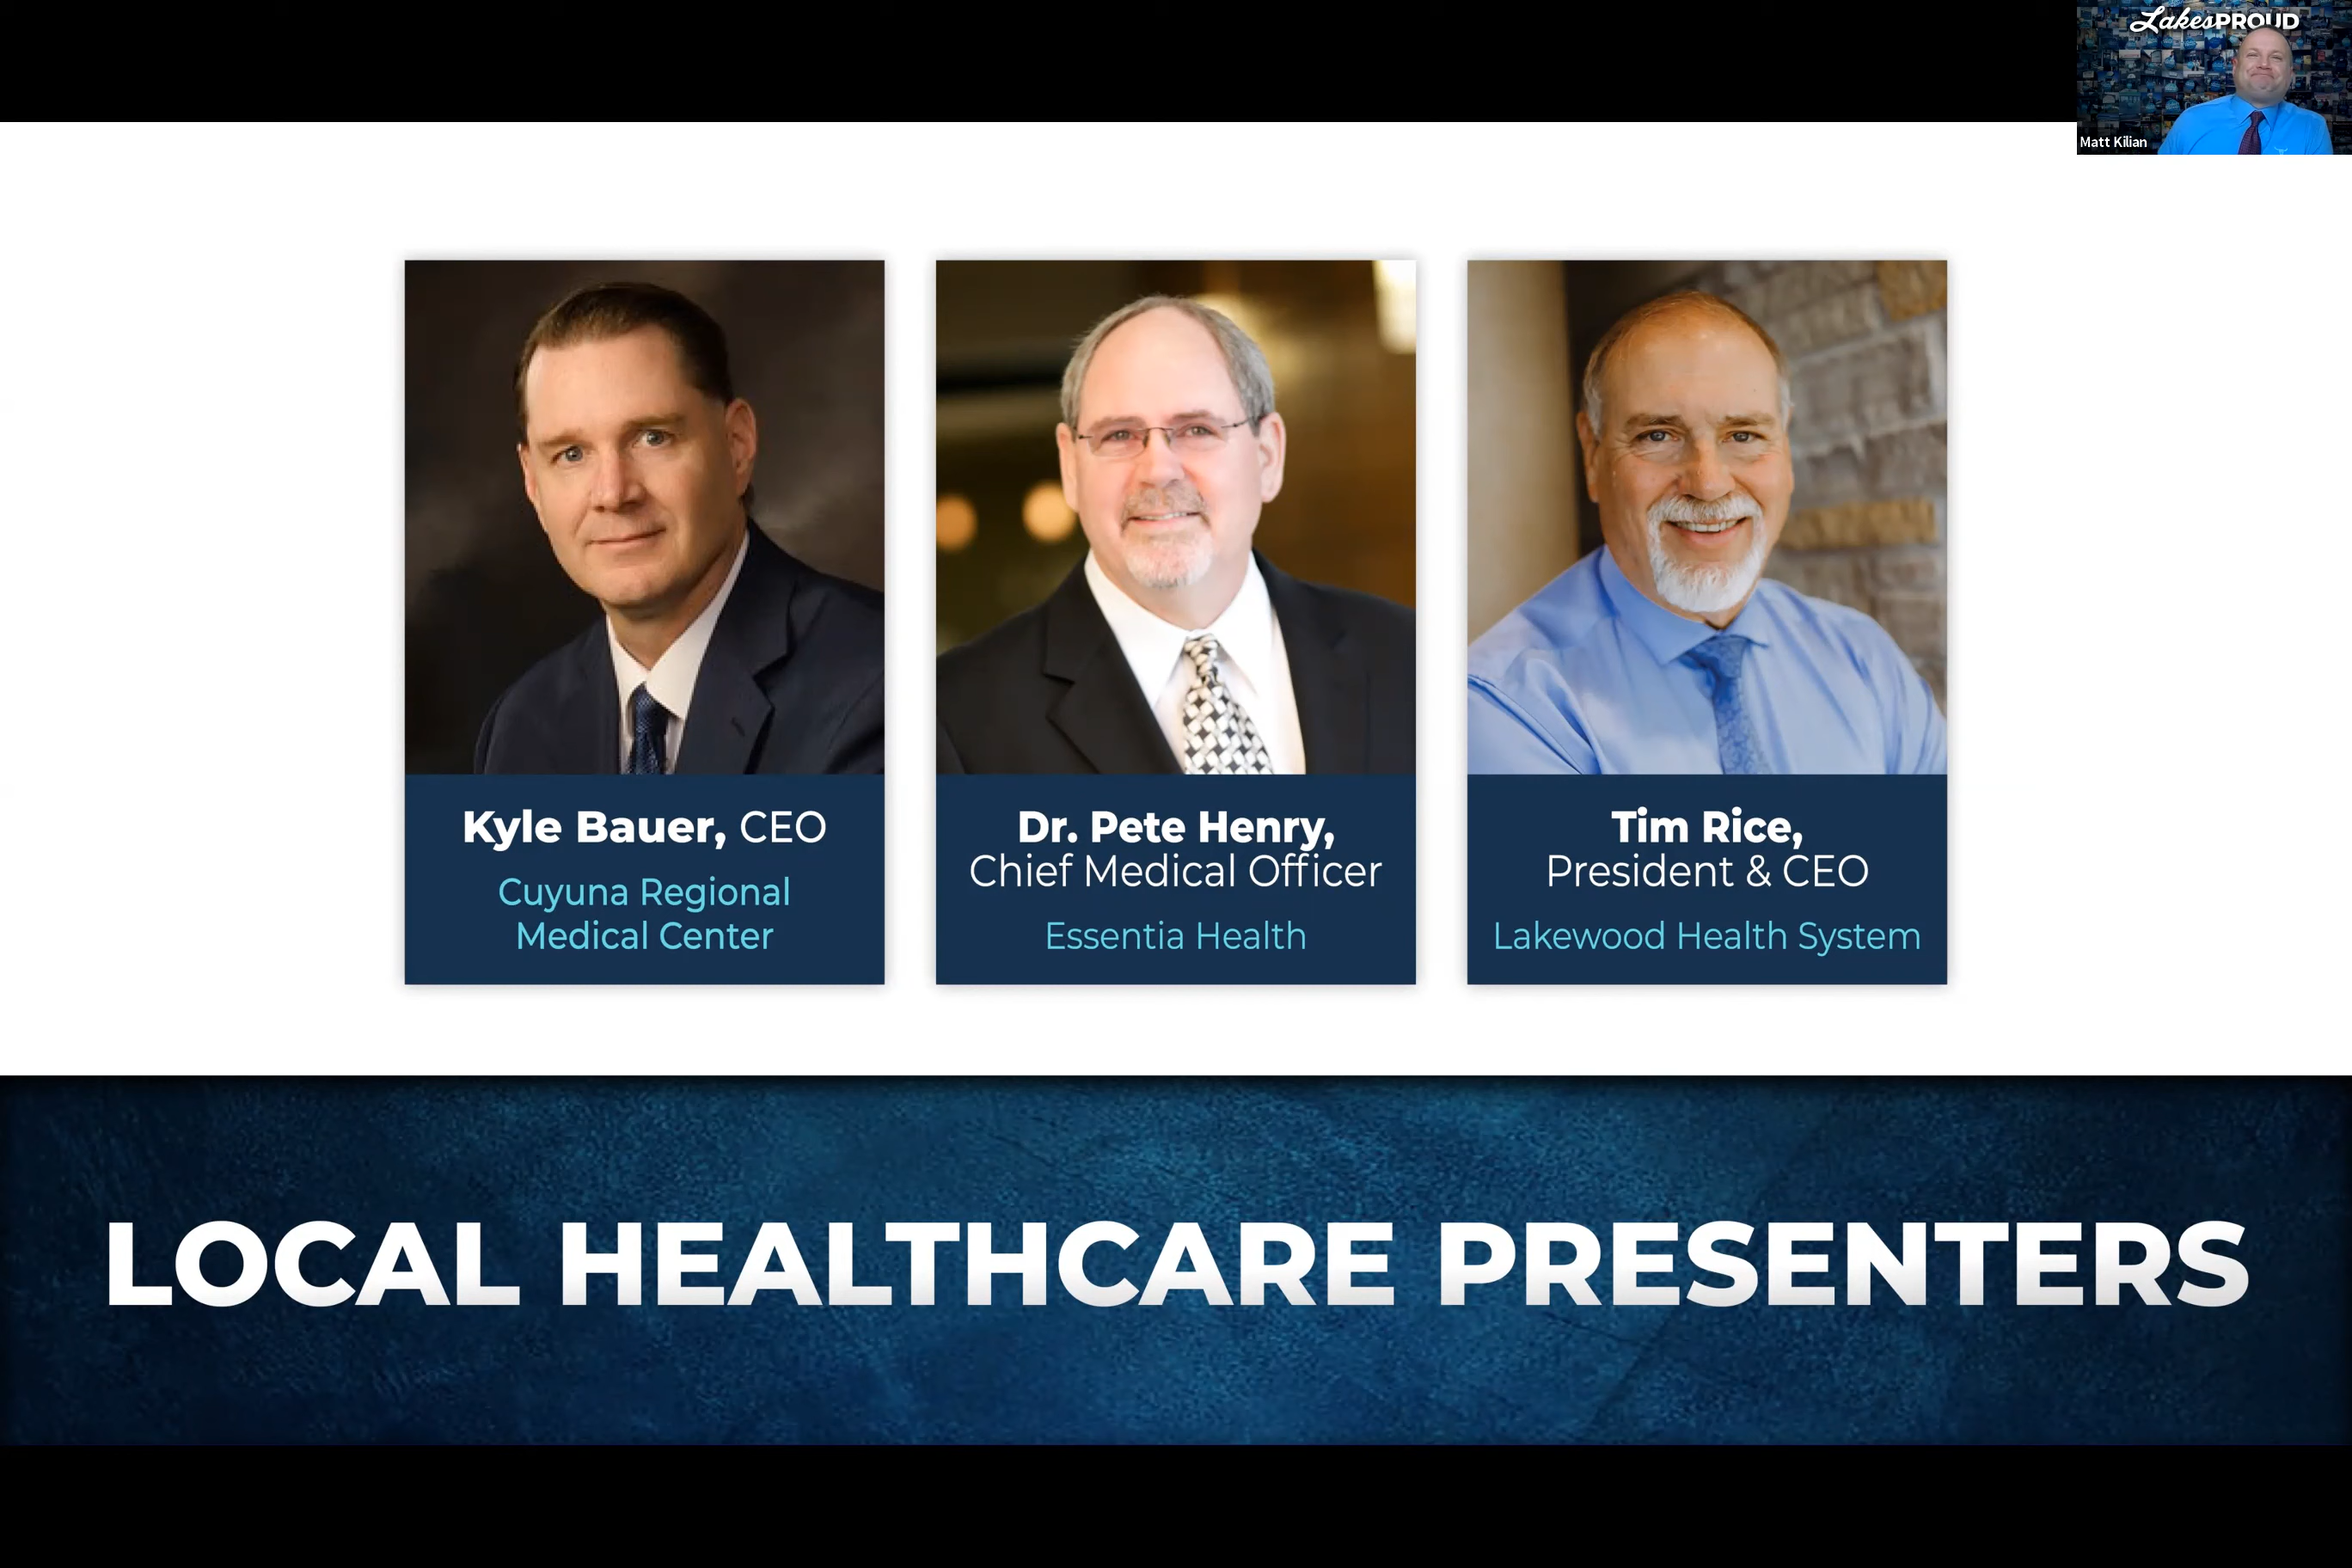 LakesPROUD
Matt Kilian
Kyle Bauer, CEO
Cuyuna Regional
Medical Center
Dr. Pete Henry,
Chief Medical Officer
Essentia Health
Tim Rice,
President & CEO
Lakewood Health System
LOCAL HEALTHCARE PRESENTERS